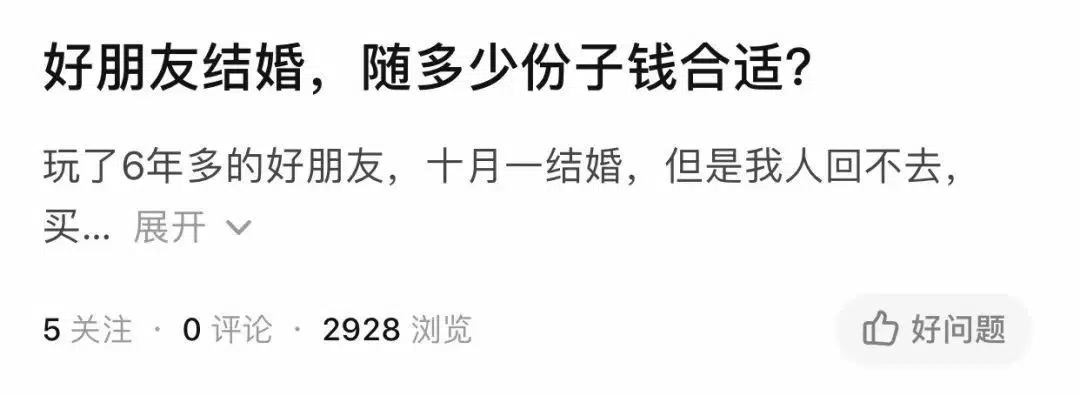 好朋友结婚，随多少份子钱合适?
玩了6年多的好朋友，十月一结婚，但是我人回不去，
买... 展开
5 关注 · 0 评论 · 2928 浏览
好问题